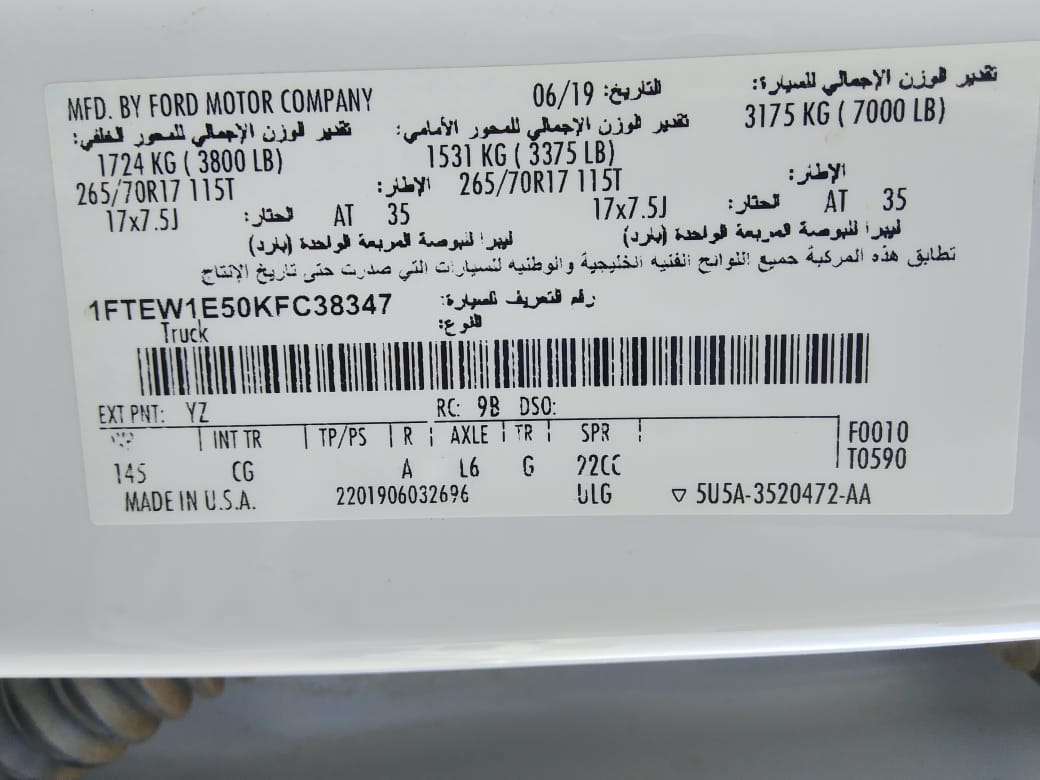 MFD. BY FORD MOTOR COMPANY 06/19 التاريخ: تقدير الوزن الإجمالي للسيارة:
3175 KG ( 7000 LB)
تقدير الوزن الإجمالي للمحور الخلفي: تقدير الوزن الإجمالي للمحور الأمامي:
1724 KG ( 3800 LB) 1531 KG ( 3375 LB)
265/70R17 115T الإطار: 265/70R17 115T الإطار:
17x7.5J الحتار: AT 35 17x7.5J الحتار: AT 35
ليبرا للبوصة المربعة الواحدة (بارد) ليبرا للبوصة المربعة الواحدة (بارد)
تطابق هذه المركبة جميع اللوائح الفنيه الخليجية والوطنيه لتسيارات التي صدرت حتى تاريخ الإنتاج
1FTEW1E50KFC38347 رقم التعريف للسيارة:
Truck النوع:
EXT PNT: YZ RC: 9B DSO:
INT TR TP/PS R AXLE TR SPR F0010
145 CG A L6 G 22CC T0590
MADE IN U.S.A. 2201906032696 ULG ▽ 5U5A-3520472-AA